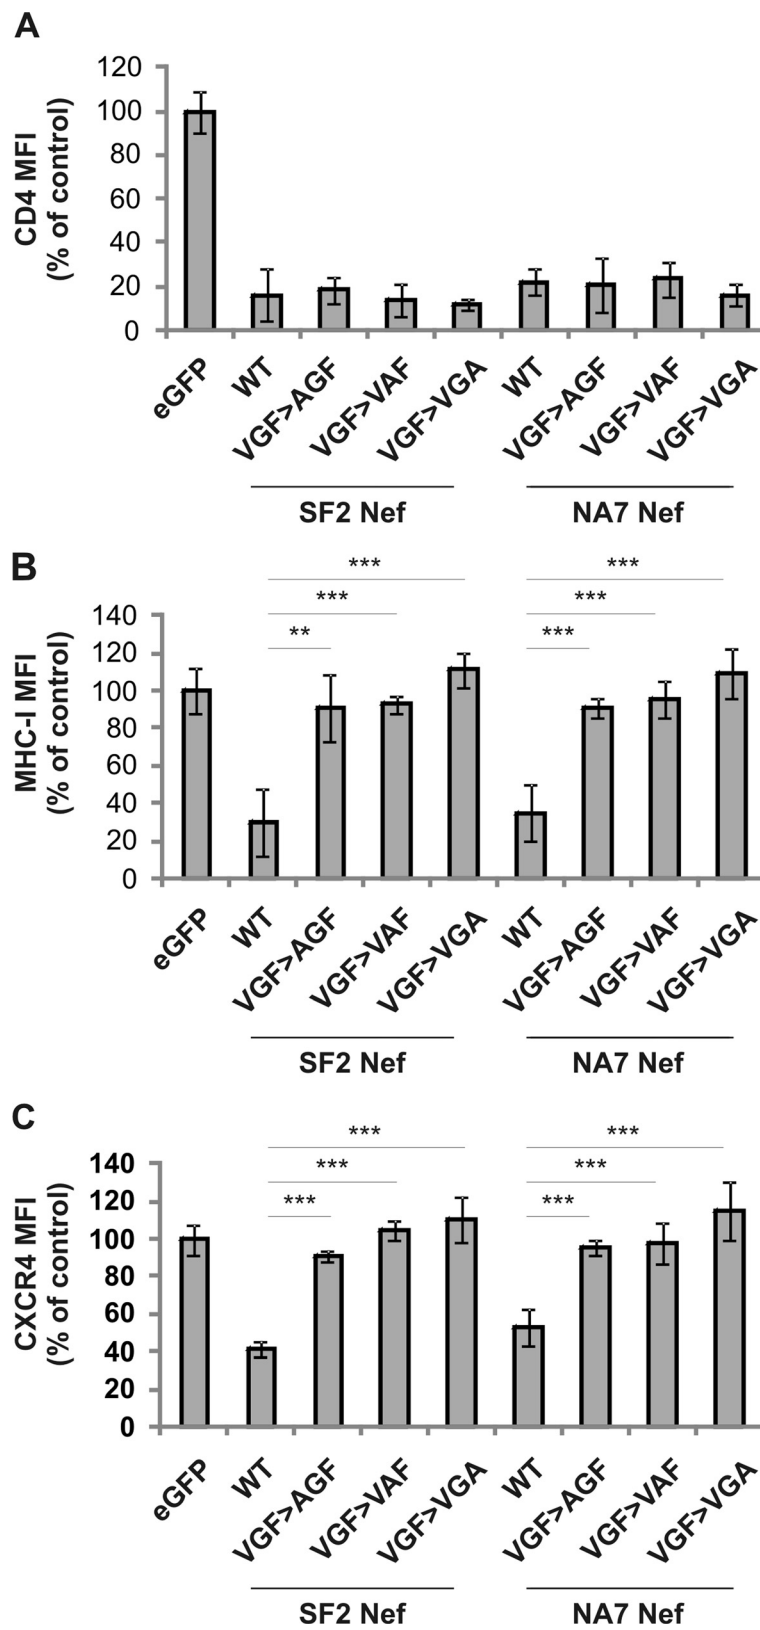 A
CD4 MFI
(% of control)
120
100
80
60
40
20
0
eGFP
WT
VGF>AGF
VGF>VAF
VGF>VGA
WT
VGF>AGF
VGF>VAF
VGF>VGA
SF2 Nef
NA7 Nef
B
MHC-I MFI
(% of control)
140
120
100
80
60
40
20
0
***
***
**
***
***
***
eGFP
WT
VGF>AGF
VGF>VAF
VGF>VGA
WT
VGF>AGF
VGF>VAF
VGF>VGA
SF2 Nef
NA7 Nef
C
CXCR4 MFI
(% of control)
140
120
100
80
60
40
20
0
***
***
***
***
***
***
eGFP
WT
VGF>AGF
VGF>VAF
VGF>VGA
WT
VGF>AGF
VGF>VAF
VGF>VGA
SF2 Nef
NA7 Nef